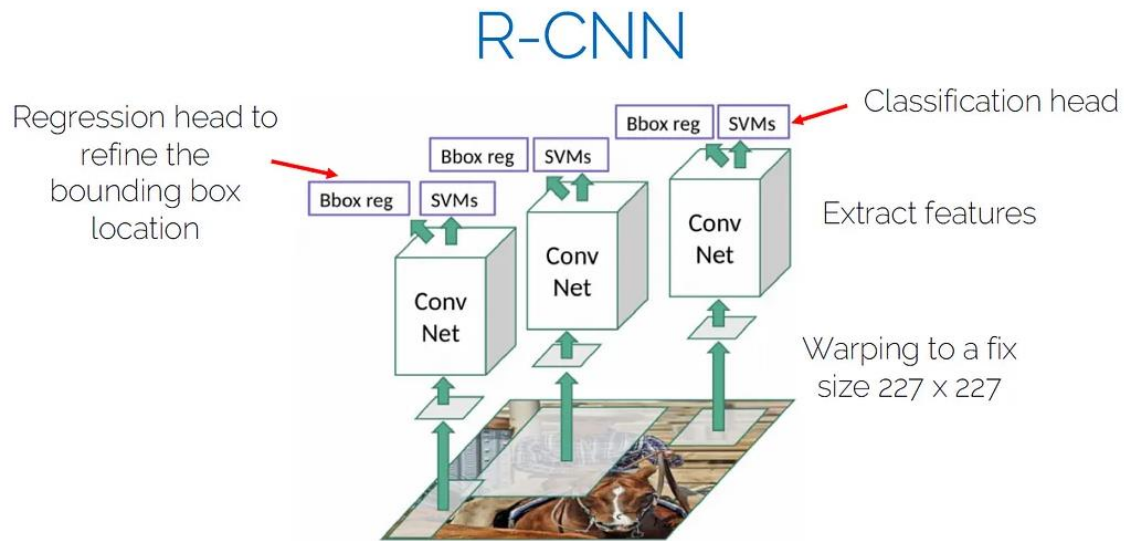 R-CNN
Regression head to
refine the
bounding box
location
Bbox reg
SVMs
Bbox reg
SVMs
Bbox reg
SVMs
Classification head
Conv
Net
Conv
Net
Conv
Net
Extract features
Warping to a fix
size 227 x 227